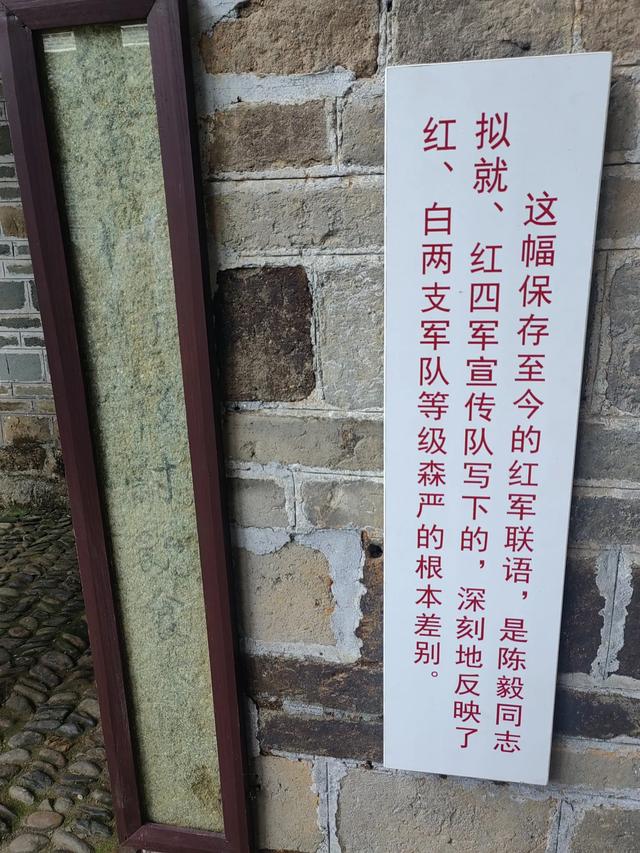 这幅保存至今的红军联语，是陈毅同志
拟就、红四军宣传队写下的，深刻地反映了
红、白两支军队等级森严的根本差别。